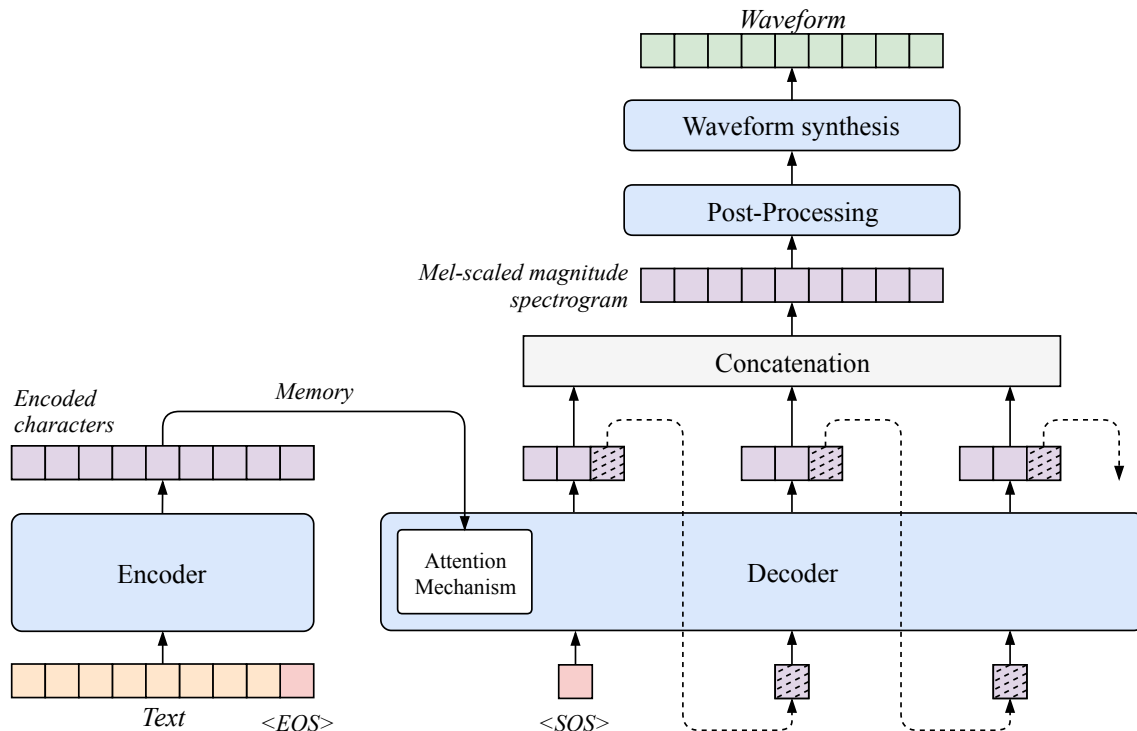 Waveform
Waveform synthesis
Post-Processing
Mel-scaled magnitude
spectrogram
Concatenation
Memory
Encoded
characters
Encoder
Attention
Mechanism
Decoder
Text
<EOS>
<SOS>